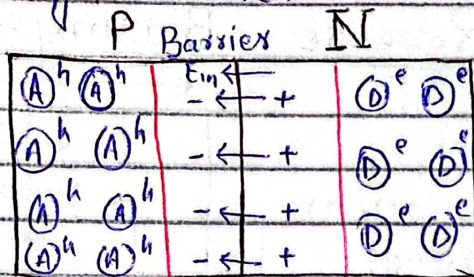 P Barrier N
Ein ←
A h A h - ← + D e D e
A h A h - ← + D e D e
A h A h - ← + D e D e
A h A h - ← +